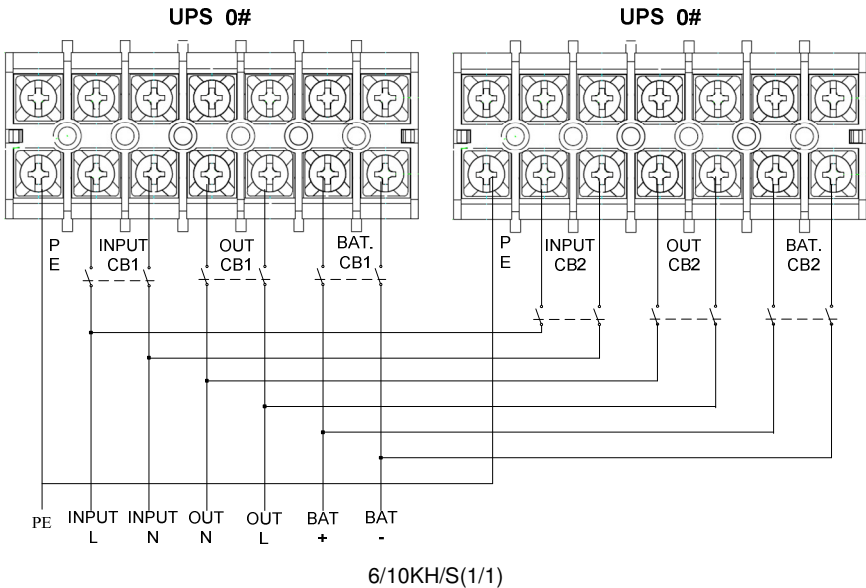 UPS 0# UPS 0#
P E INPUT CB1 OUT CB1 BAT. CB1 P E INPUT CB2 OUT CB2 BAT. CB2
PE INPUT L INPUT N OUT N OUT L BAT + BAT -
6/10KH/S(1/1)